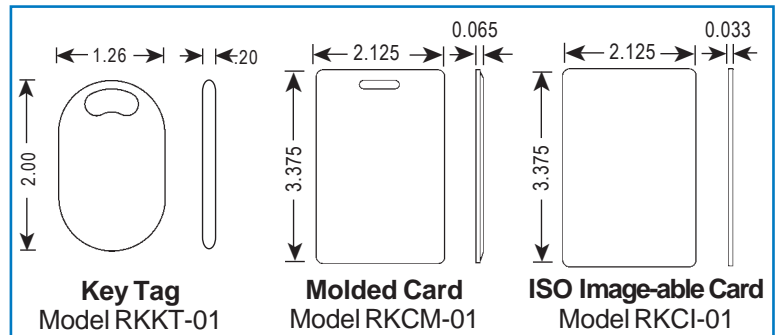 1.26 .20
2.00
Key Tag
Model RKKT-01
2.125 0.065
3.375
Molded Card
Model RKCM-01
2.125 0.033
3.375
ISO Image-able Card
Model RKCI-01